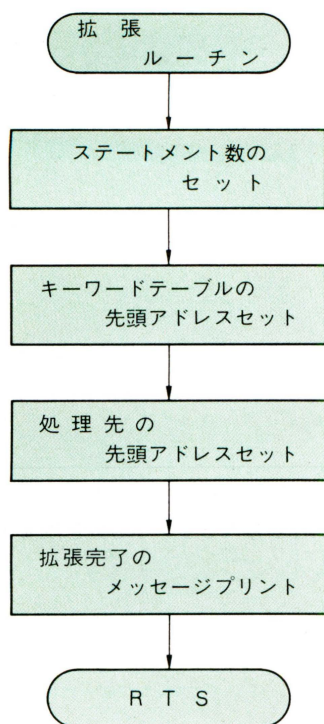 拡 張
ルーチン
ステートメント数の
セット
キーワードテーブルの
先頭アドレスセット
処理先の
先頭アドレスセット
拡張完了の
メッセージプリント
RTS